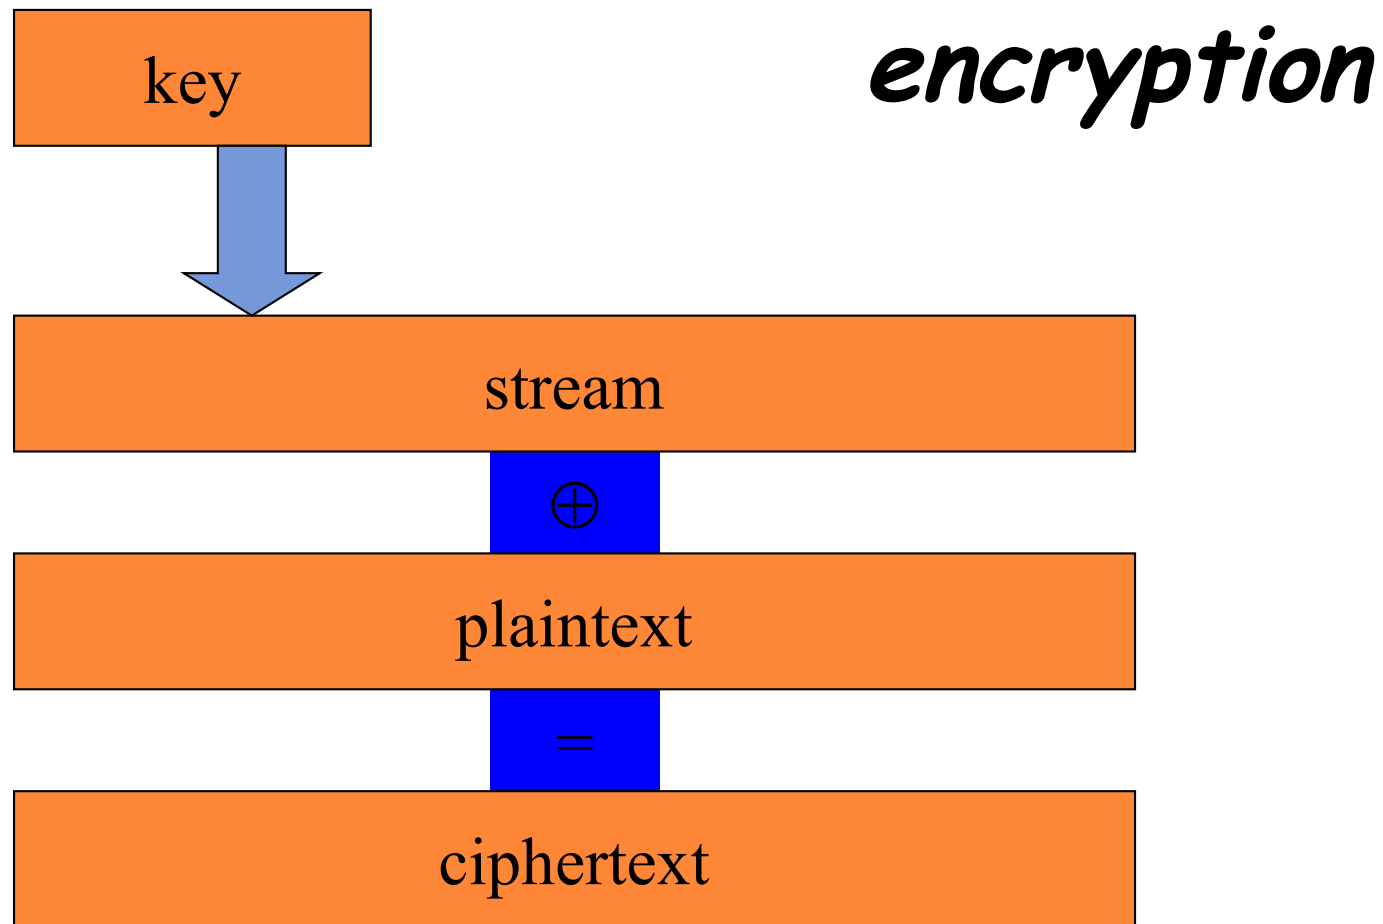 encryption
key
stream
⊕
plaintext
=
ciphertext